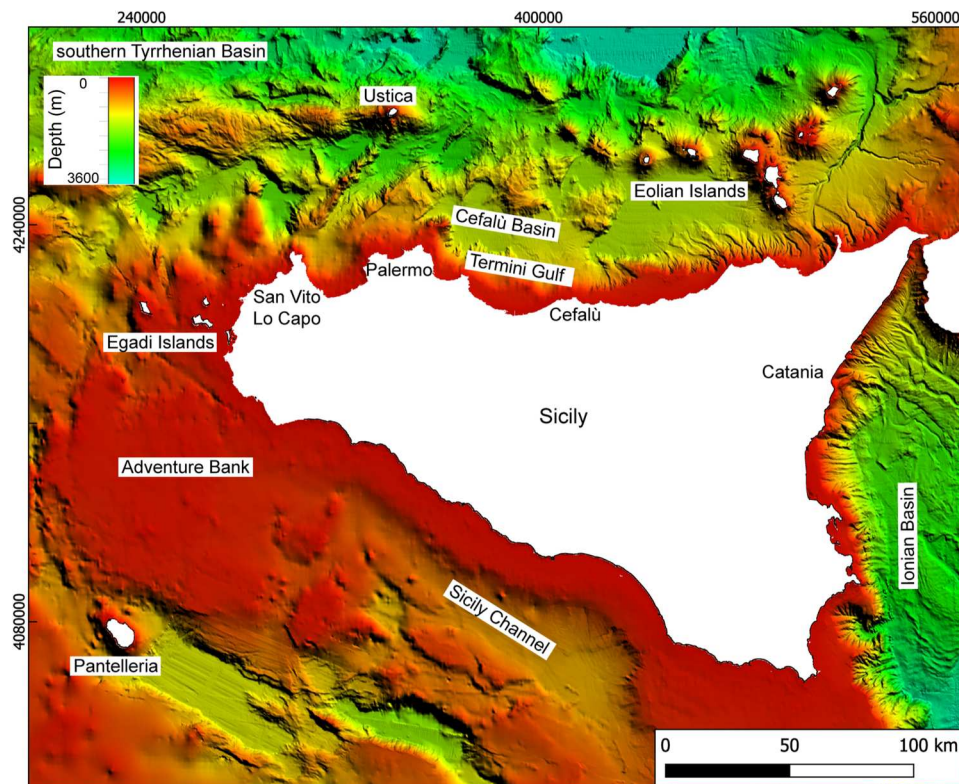 240000
400000
560000
southern Tyrrhenian Basin
0
Depth (m)
3600
Ustica
Eolian Islands
4240000
Cefalù Basin
Termini Gulf
Palermo
San Vito
Lo Capo
Cefalù
Egadi Islands
Catania
Sicily
Adventure Bank
Ionian Basin
Sicily Channel
4080000
Pantelleria
0
50
100 km